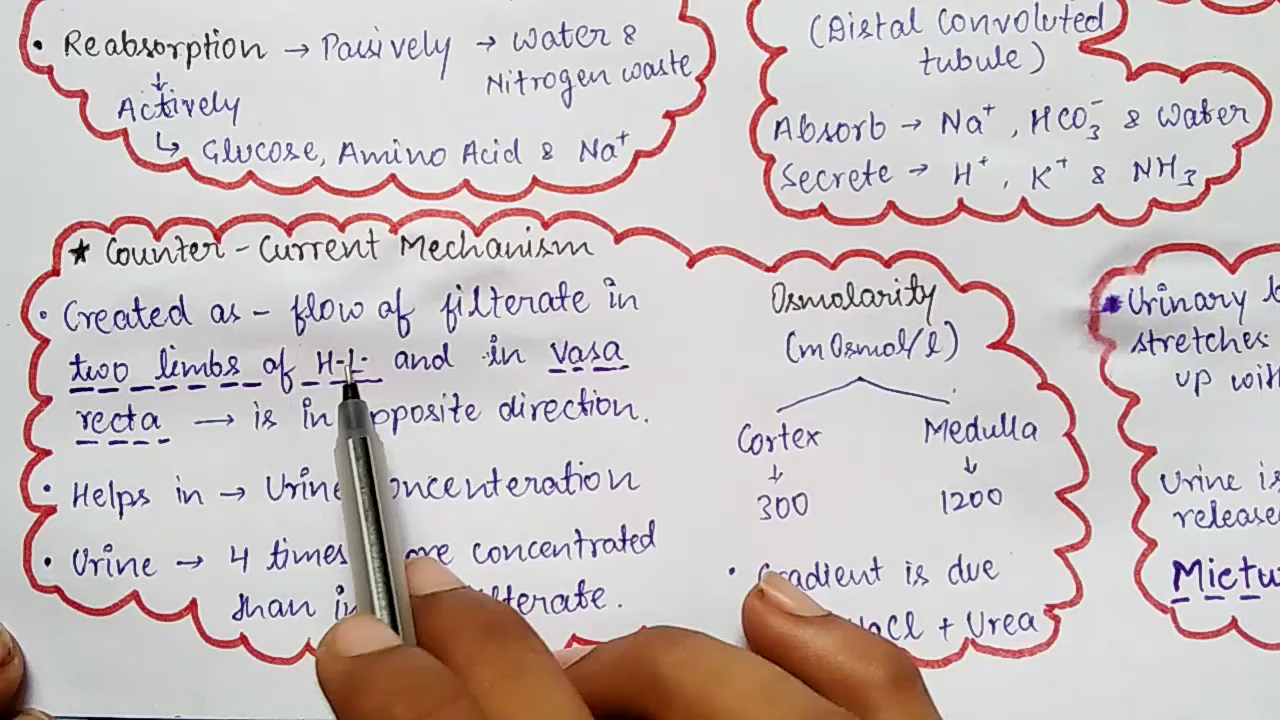 • Reabsorption → Passively → Water &
Nitrogen waste
↓
Actively
↳ Glucose, Amino Acid & Na⁺
(Distal Convoluted
tubule)
Absorb → Na⁺, HCO₃⁻ & Water
Secrete → H⁺, K⁺ & NH₃
★ Counter-Current Mechanism
• Created as - flow of filterate in
two limbs of H.L. and in vasa
recta → is in opposite direction.
• Helps in → Urine concenteration
• Urine → 4 times concentrated
than
Osmolarity
(mOsmol/l)
Cortex Medulla
↓ ↓
300 1200
• Gradient is due
NaCl + Urea
Urinary
stretches
up
Urine is
released